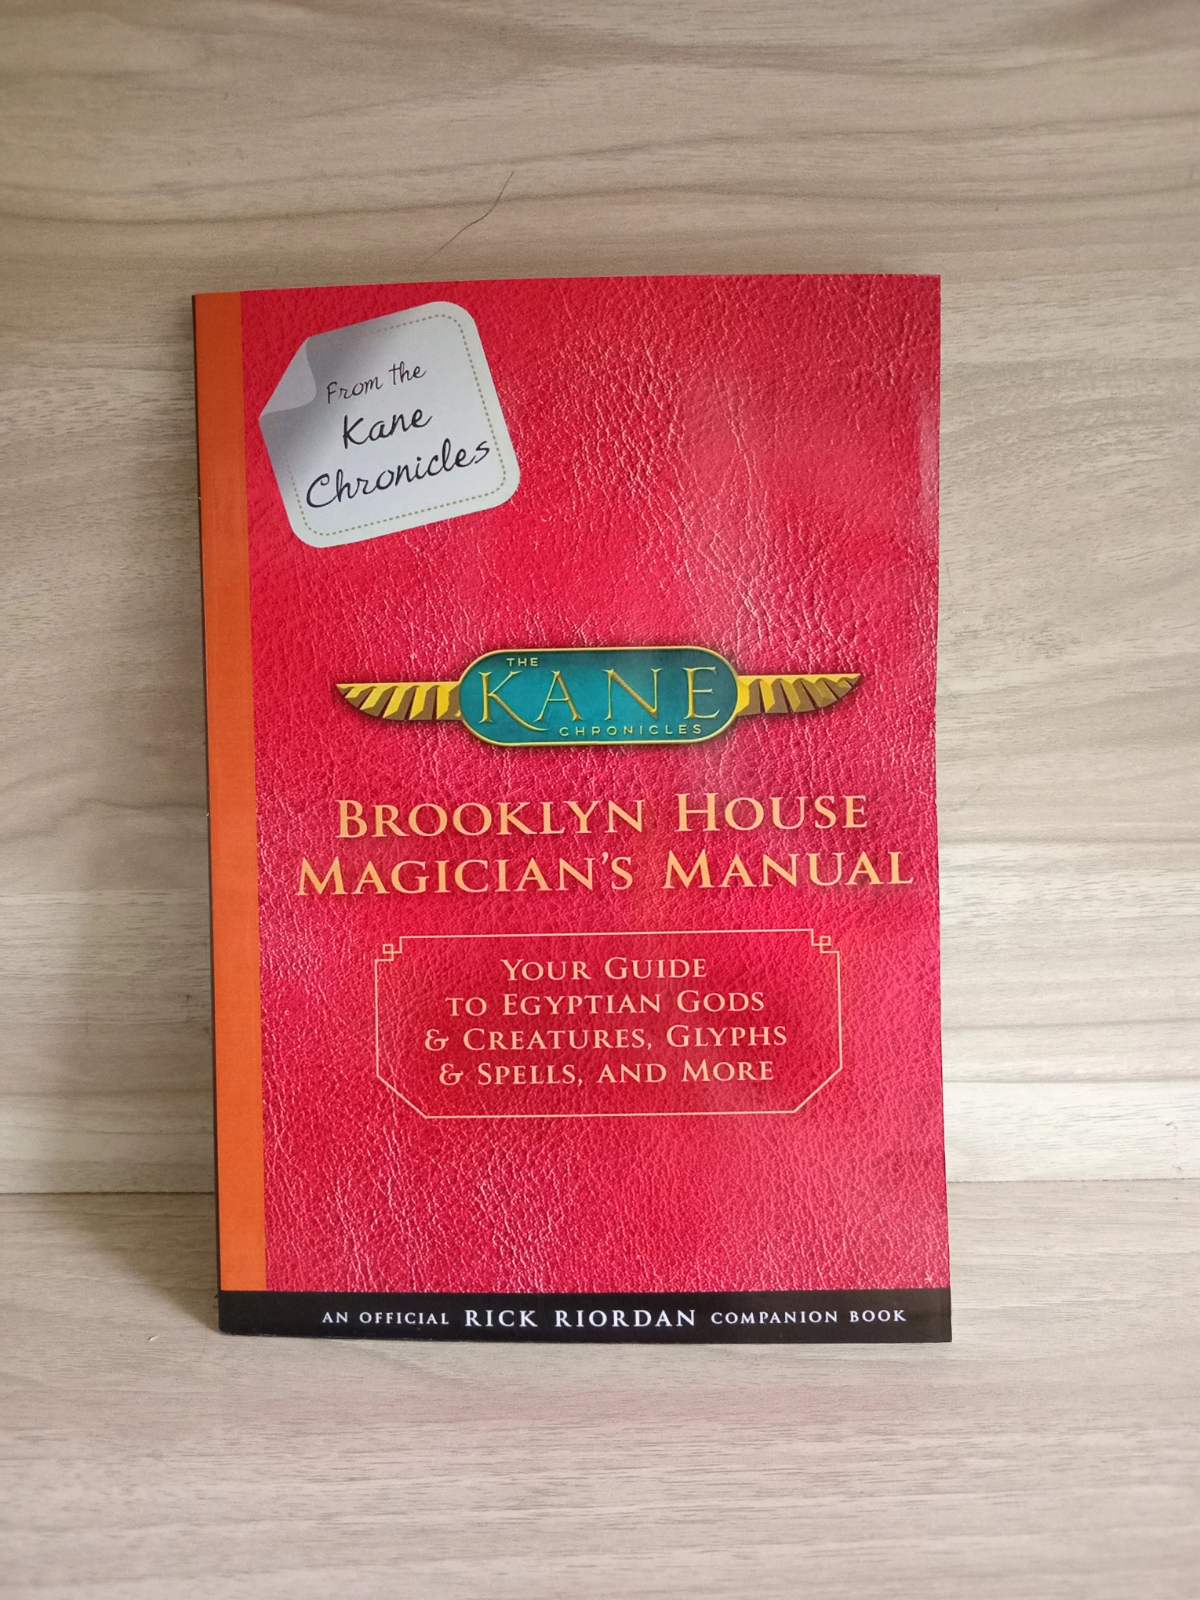 From the
Kane
Chronicles
THE
KANE
CHRONICLES
BROOKLYN HOUSE
MAGICIAN'S MANUAL
YOUR GUIDE
TO EGYPTIAN GODS
& CREATURES, GLYPHS
& SPELLS, AND MORE
AN OFFICIAL RICK RIORDAN COMPANION BOOK